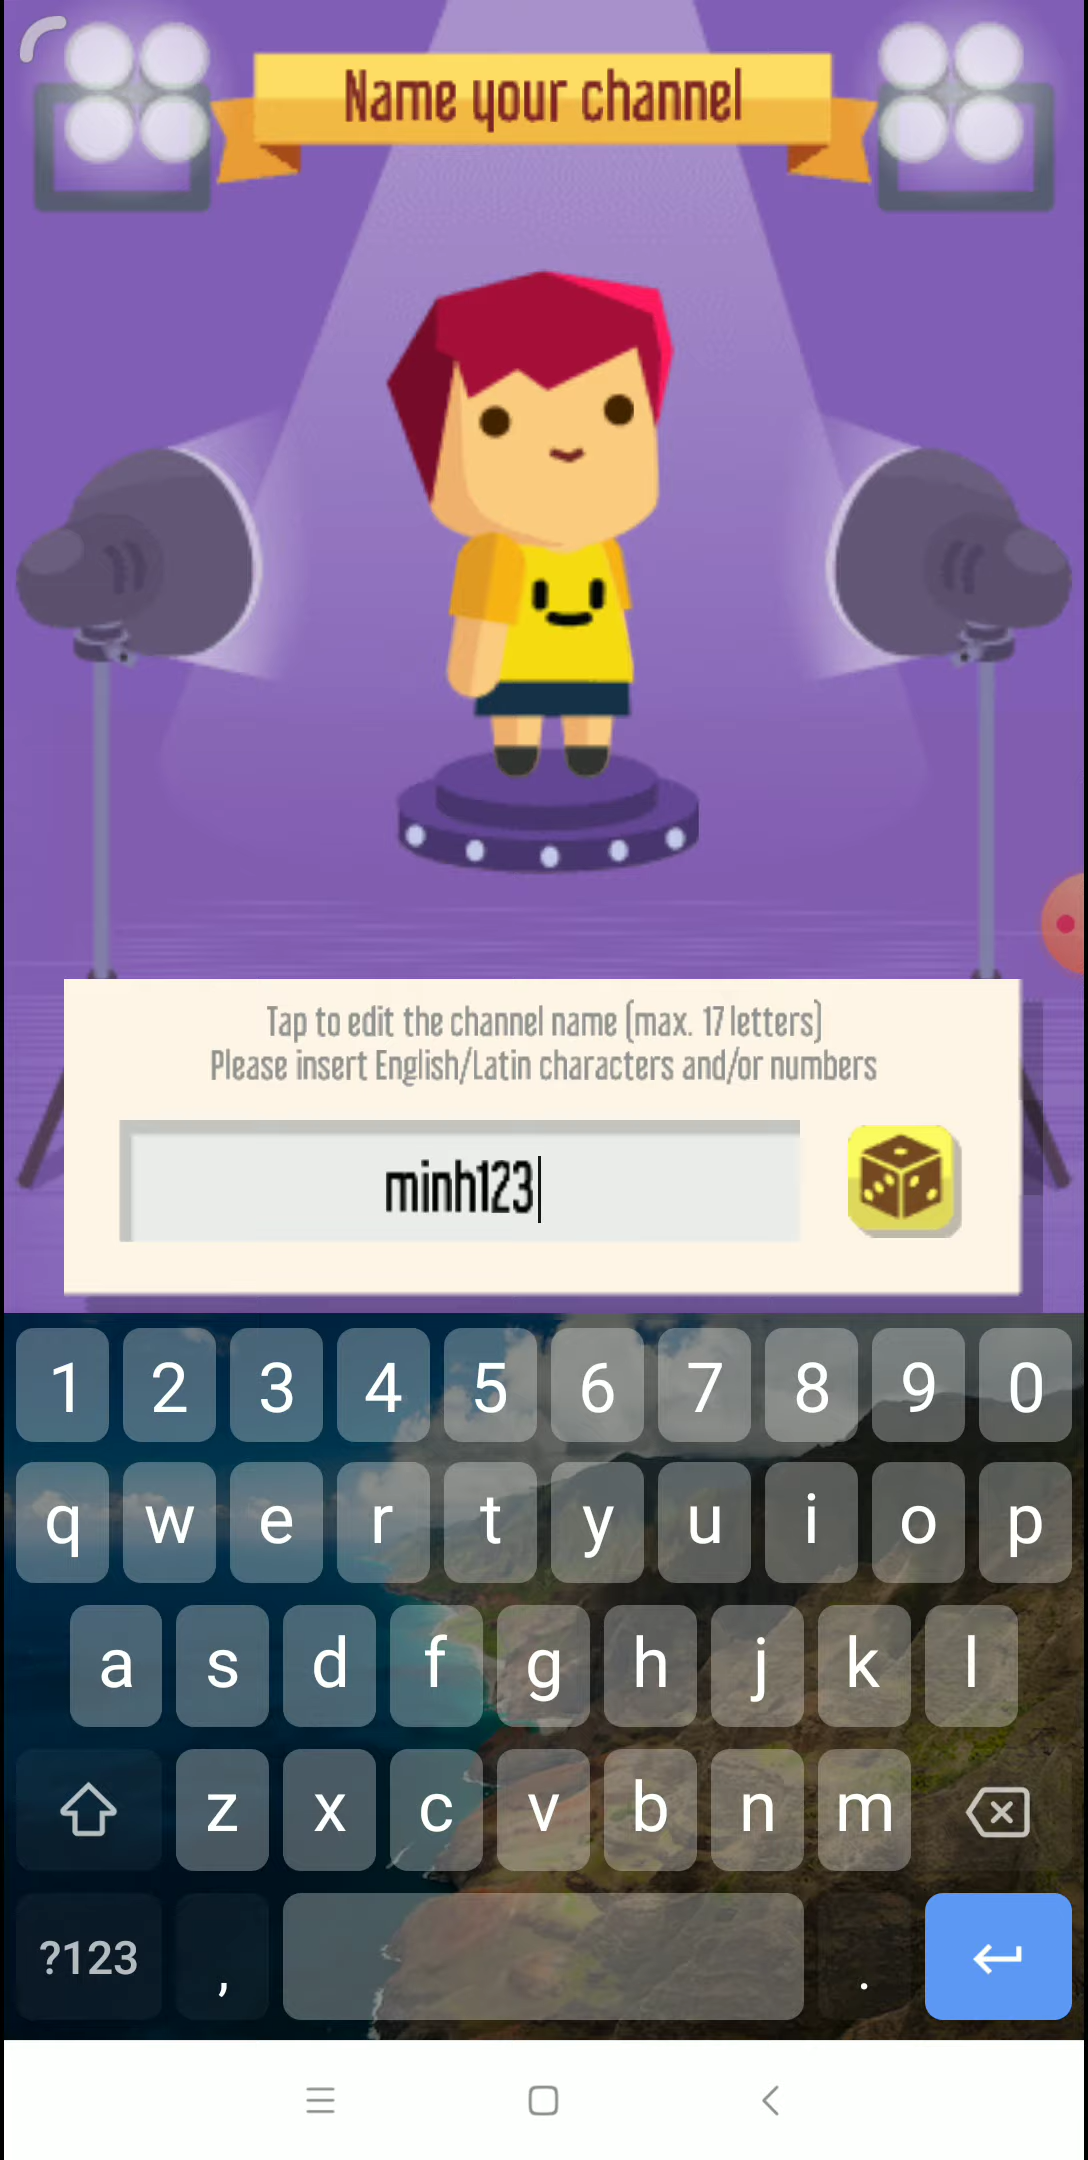 Name your channel
Tap to edit the channel name (max. 17 letters)
Please insert English/Latin characters and/or numbers
minh123
1 2 3 4 5 6 7 8 9 0
q w e r t y u i o p
a s d f g h j k l
z x c v b n m
?123 , .